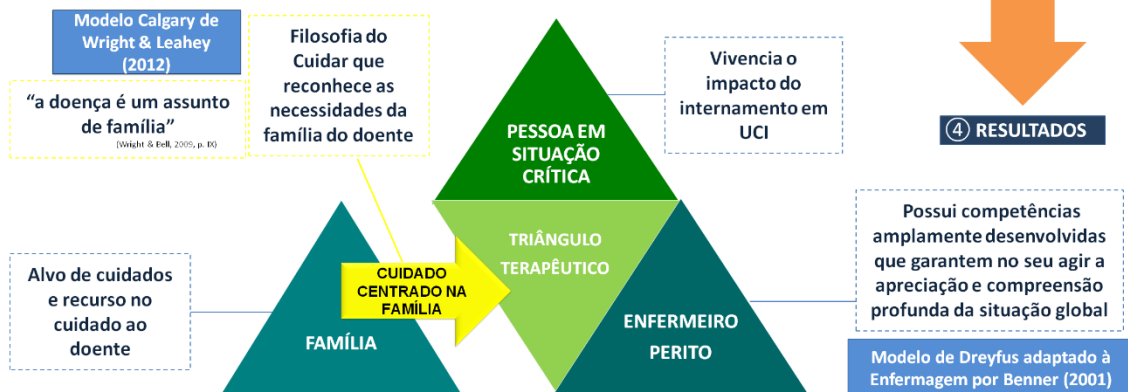 Modelo Calgary de
Wright & Leahey
(2012)
“a doença é um assunto
de família”
(Wright & Bell, 2009, p. IX)
Filosofia do
Cuidar que
reconhece as
necessidades da
família do doente
Vivencia o
impacto do
internamento em
UCI
④ RESULTADOS
PESSOA EM
SITUAÇÃO
CRÍTICA
TRIÂNGULO
TERAPÊUTICO
CUIDADO
CENTRADO NA
FAMÍLIA
Alvo de cuidados
e recurso no
cuidado ao
doente
FAMÍLIA
ENFERMEIRO
PERITO
Possui competências
amplamente desenvolvidas
que garantem no seu agir a
apreciação e compreensão
profunda da situação global
Modelo de Dreyfus adaptado à
Enfermagem por Benner (2001)